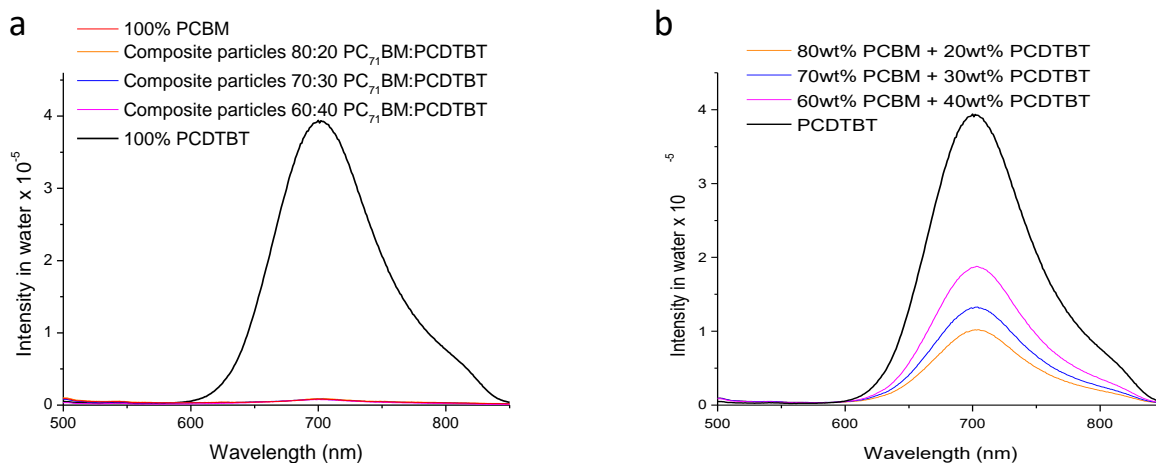 a
100% PCBM
Composite particles 80:20 PC₇₁BM:PCDTBT
Composite particles 70:30 PC₇₁BM:PCDTBT
Composite particles 60:40 PC₇₁BM:PCDTBT
100% PCDTBT
Intensity in water x 10⁻⁵
4
3
2
1
0
500
600
700
800
Wavelength (nm)
b
80wt% PCBM + 20wt% PCDTBT
70wt% PCBM + 30wt% PCDTBT
60wt% PCBM + 40wt% PCDTBT
PCDTBT
Intensity in water x 10⁻⁵
4
3
2
1
0
500
600
700
800
Wavelength (nm)